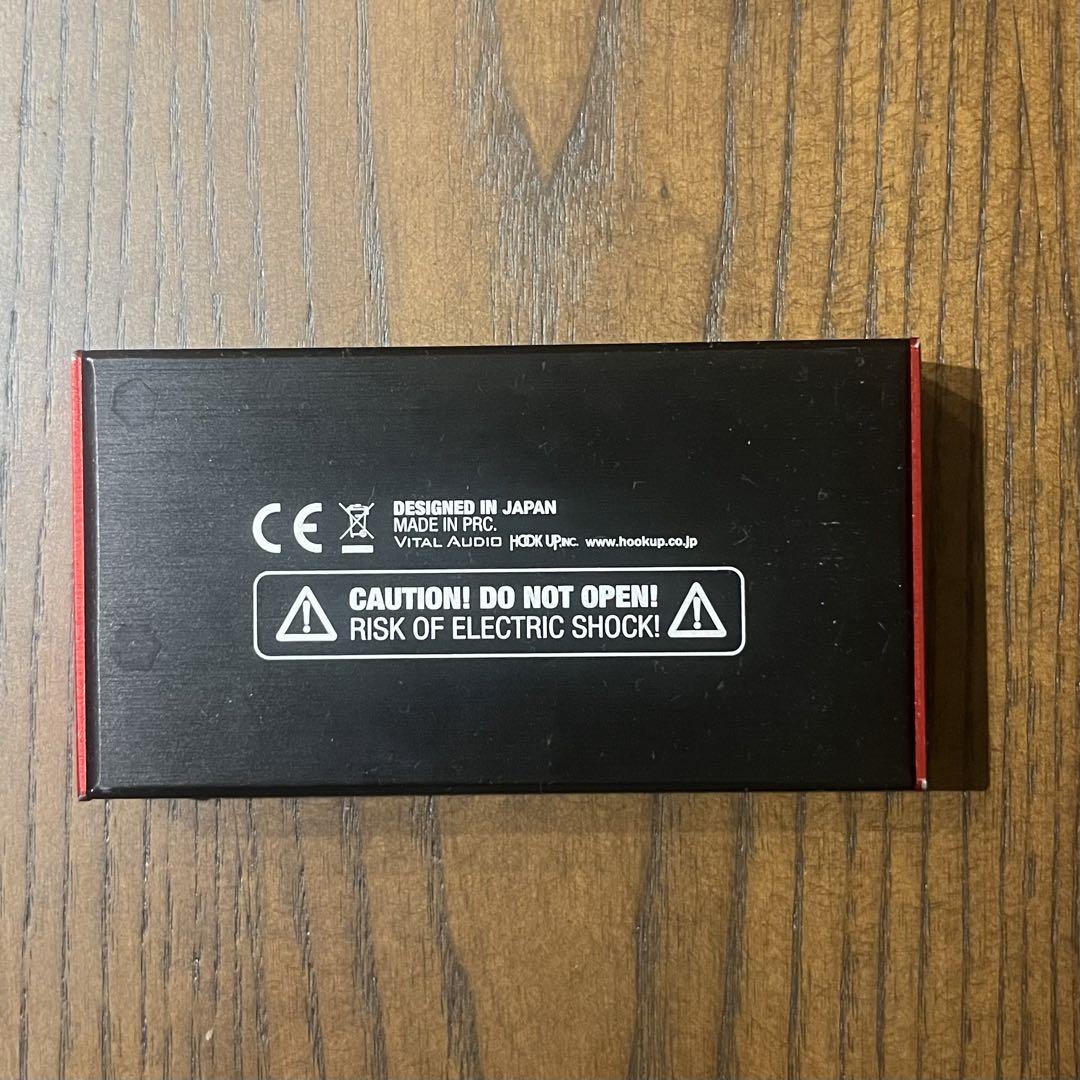 CE DESIGNED IN JAPAN
MADE IN PRC.
VITAL AUDIO HOOK UP,INC. www.hookup.co.jp
CAUTION! DO NOT OPEN!
RISK OF ELECTRIC SHOCK!